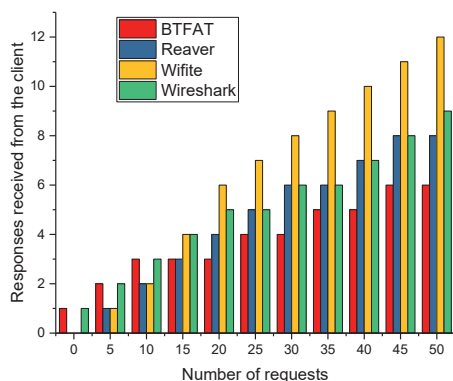 BTFAT
Reaver
Wifite
Wireshark
Responses received from the client
12
10
8
6
4
2
0
0 5 10 15 20 25 30 35 40 45 50
Number of requests